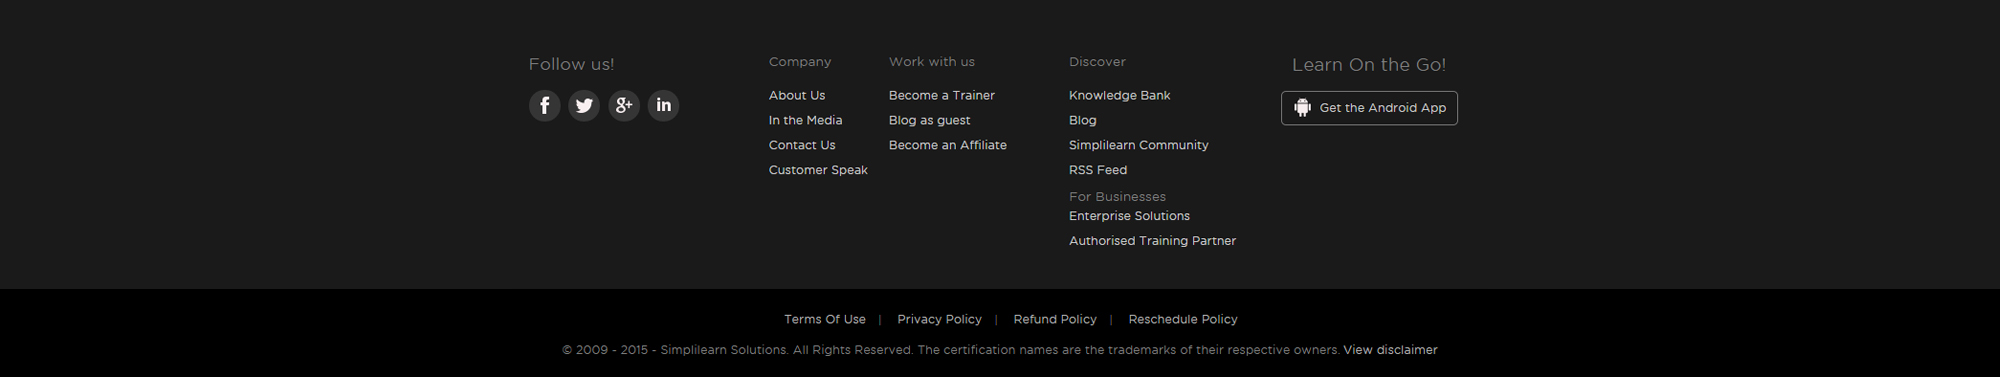 Follow us!
Company
About Us
In the Media
Contact Us
Customer Speak
Work with us
Become a Trainer
Blog as guest
Become an Affiliate
Discover
Knowledge Bank
Blog
Simplilearn Community
RSS Feed
For Businesses
Enterprise Solutions
Authorised Training Partner
Learn On the Go!
Get the Android App
Terms Of Use | Privacy Policy | Refund Policy | Reschedule Policy
© 2009 - 2015 - Simplilearn Solutions. All Rights Reserved. The certification names are the trademarks of their respective owners. View disclaimer